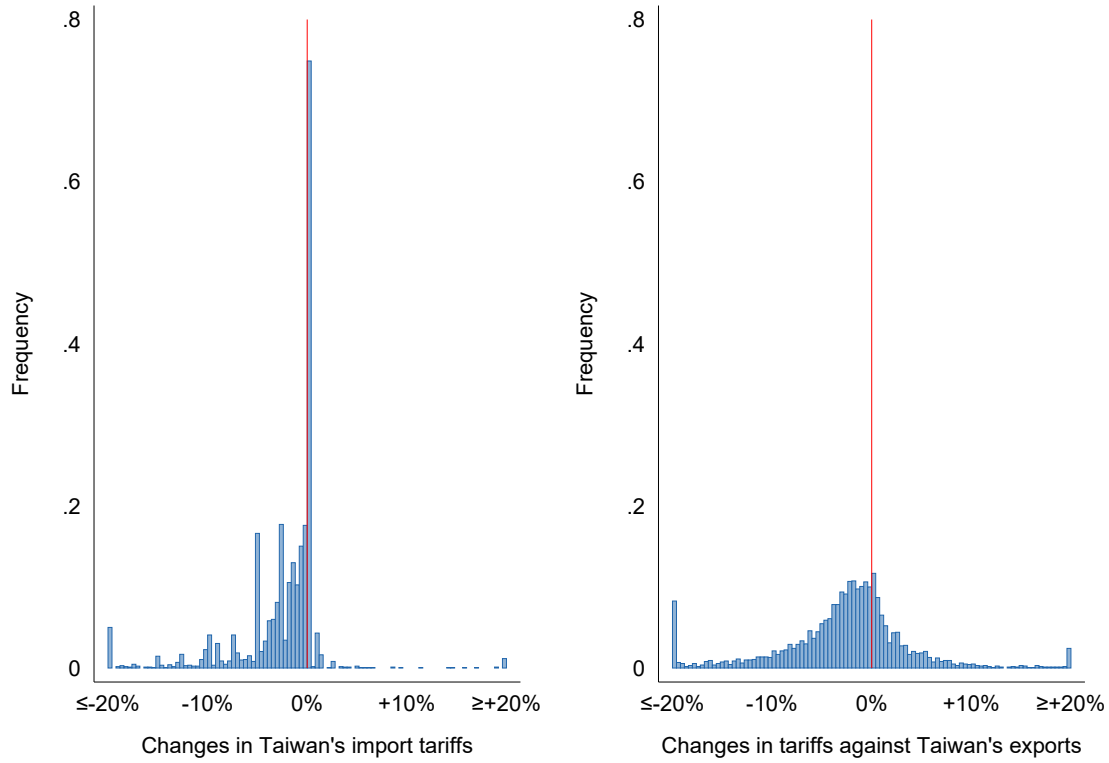 .8
.6
.4
.2
0
Frequency
≤-20% -10% 0% +10% ≥+20%
Changes in Taiwan's import tariffs
.8
.6
.4
.2
0
Frequency
≤-20% -10% 0% +10% ≥+20%
Changes in tariffs against Taiwan's exports